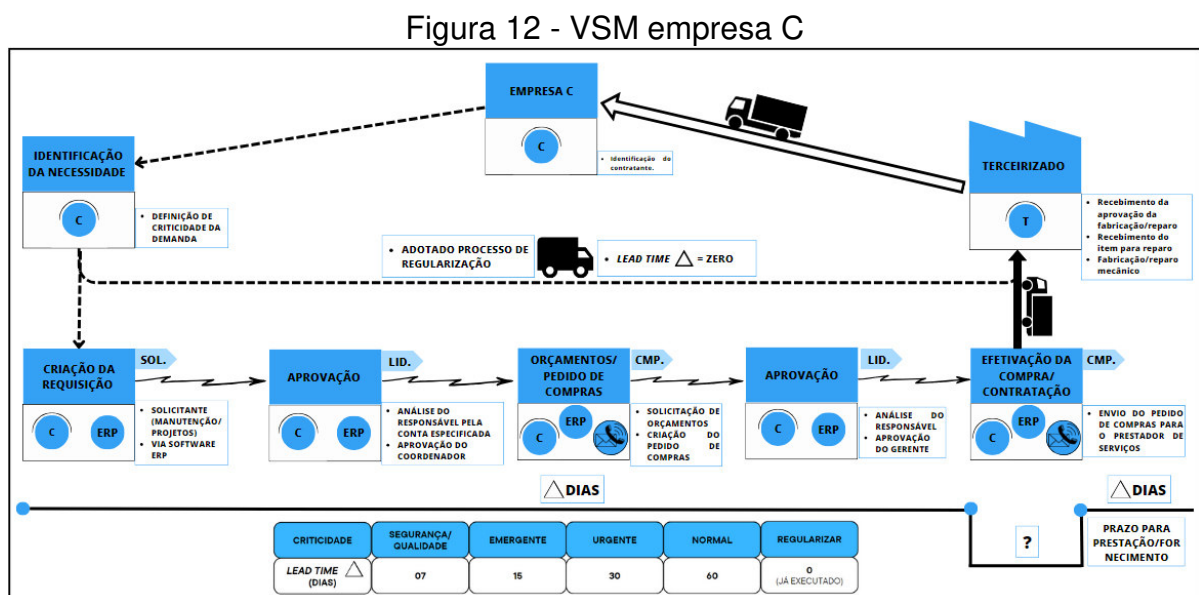 Figura 12 - VSM empresa C
EMPRESA C
C
• Identificação do
contratante.
IDENTIFICAÇÃO
DA NECESSIDADE
C
• DEFINIÇÃO DE
CRITICIDADE DA
DEMANDA
TERCEIRIZADO
T
• Recebimento da
aprovação da
fabricação/reparo
• Recebimento do
item para reparo
• Fabricação/reparo
mecânico
• ADOTADO PROCESSO DE
REGULARIZAÇÃO
• LEAD TIME △ = ZERO
CRIAÇÃO DA
REQUISIÇÃO
SOL.
C
ERP
• SOLICITANTE
(MANUTENÇÃO/
PROJETOS)
• VIA SOFTWARE
ERP
APROVAÇÃO
LID.
C
ERP
• ANÁLISE DO
RESPONSÁVEL PELA
CONTA ESPECIFICADA
• APROVAÇÃO DO
COORDENADOR
ORÇAMENTOS/
PEDIDO DE
COMPRAS
CMP.
C
ERP
• SOLICITAÇÃO DE
ORÇAMENTOS
• CRIAÇÃO DO
PEDIDO DE
COMPRAS
APROVAÇÃO
LID.
C
ERP
• ANÁLISE DO
RESPONSÁVEL
• APROVAÇÃO
DO GERENTE
EFETIVAÇÃO DA
COMPRA/
CONTRATAÇÃO
CMP.
C
ERP
• ENVIO DO PEDIDO
DE COMPRAS PARA
O PRESTADOR DE
SERVIÇOS
△ DIAS
△ DIAS
?
PRAZO PARA
PRESTAÇÃO/FOR
NECIMENTO
CRITICIDADE SEGURANÇA/QUALIDADE EMERGENTE URGENTE NORMAL REGULARIZAR
LEAD TIME △ (DIAS) 07 15 30 60 0 (JÁ EXECUTADO)